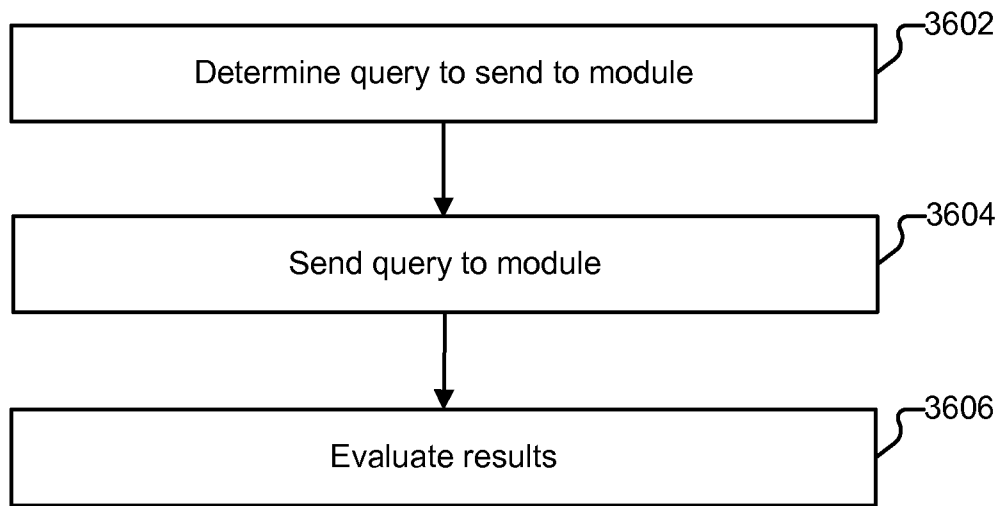 3602
Determine query to send to module
3604
Send query to module
3606
Evaluate results